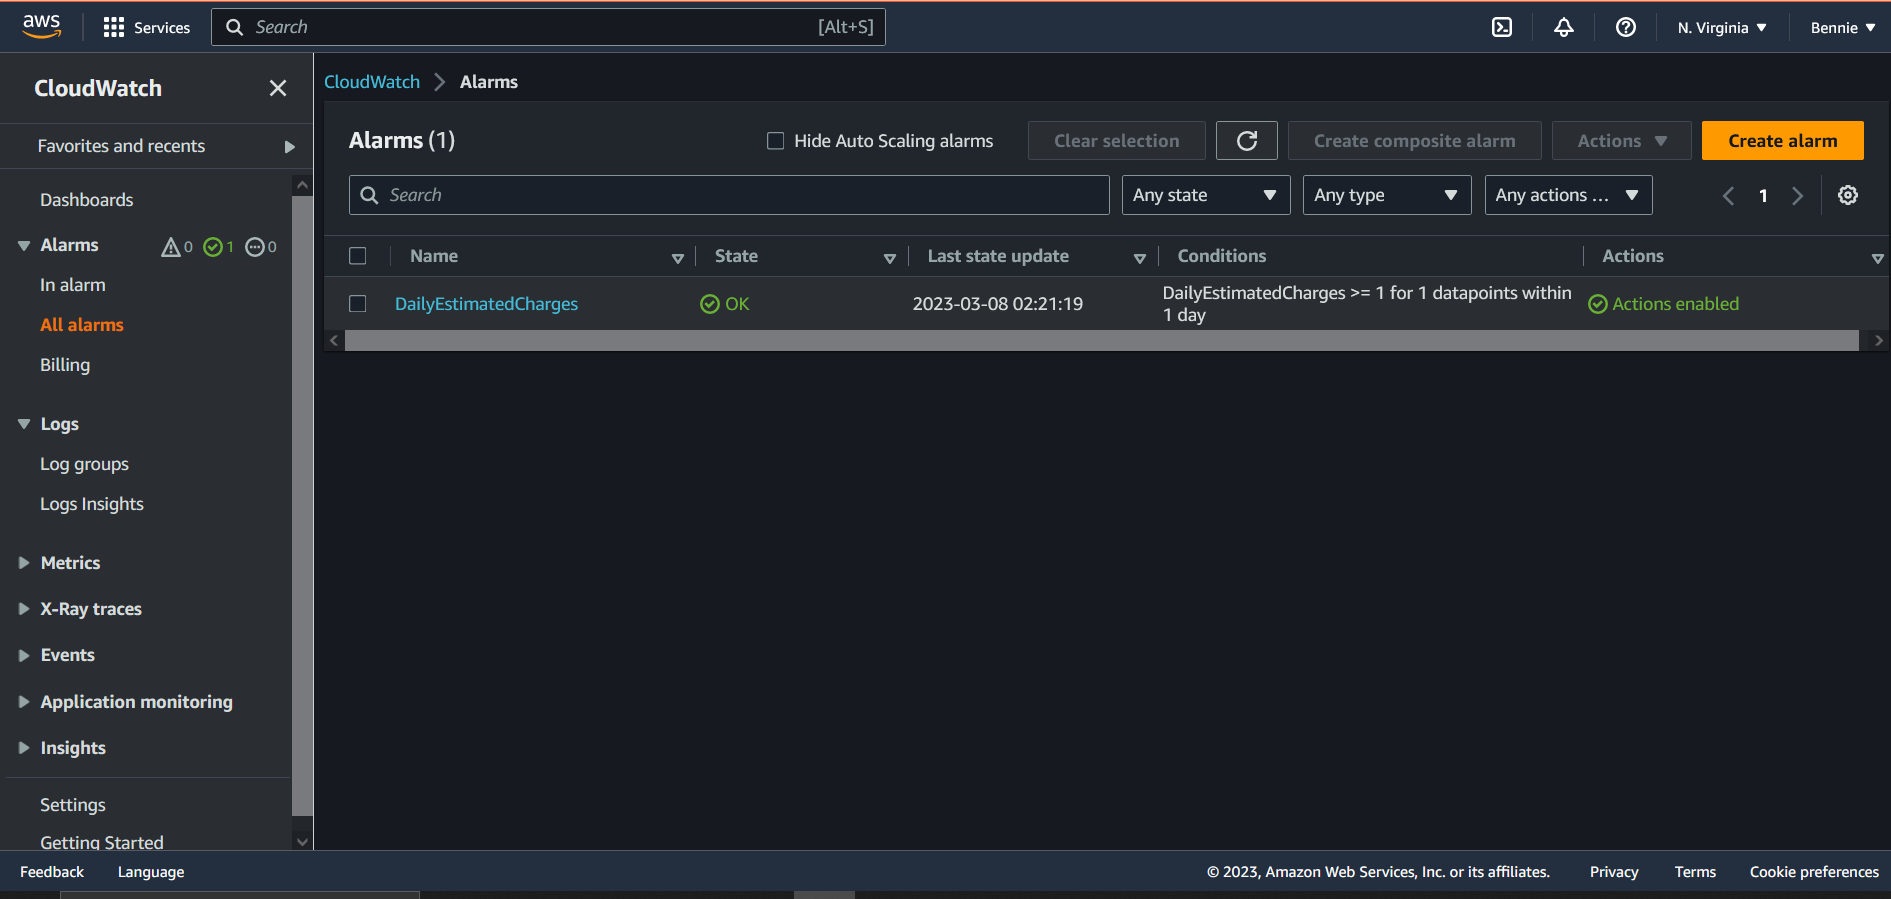 aws Services Search [Alt+S] N. Virginia Bennie
CloudWatch
Favorites and recents
Dashboards
Alarms 0 1 0
In alarm
All alarms
Billing
Logs
Log groups
Logs Insights
Metrics
X-Ray traces
Events
Application monitoring
Insights
Settings
Getting Started
CloudWatch Alarms
Alarms (1) Hide Auto Scaling alarms Clear selection Create composite alarm Actions Create alarm
Search Any state Any type Any actions ... 1
Name State Last state update Conditions Actions
DailyEstimatedCharges OK 2023-03-08 02:21:19 DailyEstimatedCharges >= 1 for 1 datapoints within
1 day
Actions enabled
Feedback Language © 2023, Amazon Web Services, Inc. or its affiliates. Privacy Terms Cookie preferences